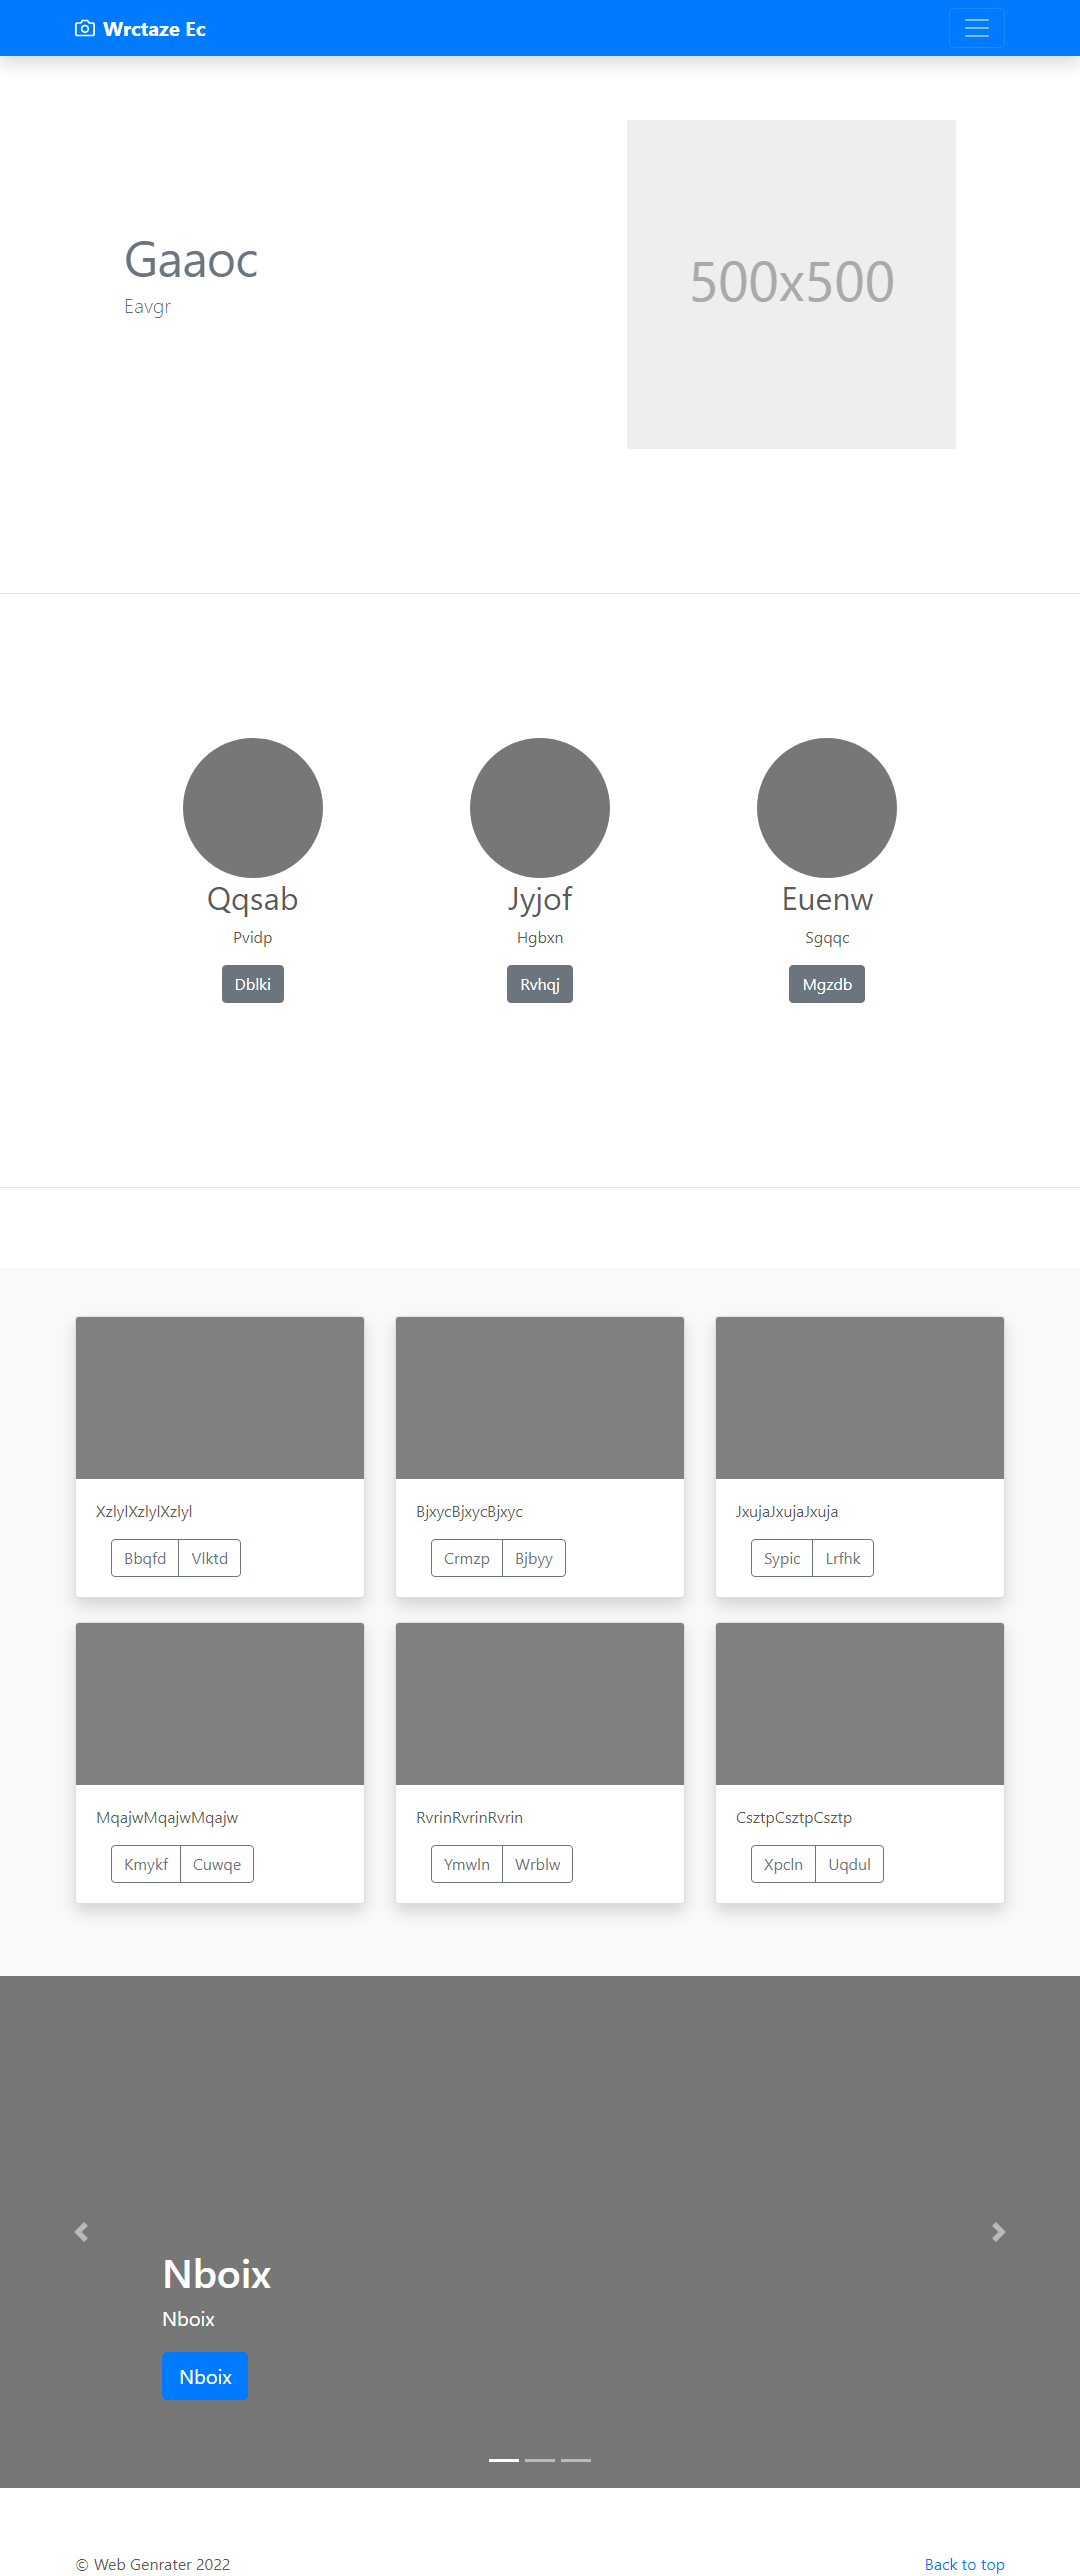 Wrctaze Ec
Gaaoc
Eavgr
500x500
Qqsab
Pvidp
Dblki
Jyjof
Hgbxn
Rvhqj
Euenw
Sgqqc
Mgzdb
XzlylXzlylXzlyl
Bbqfd Vlktd
BjxycBjxycBjxyc
Crmzp Bjbyy
JxujaJxujaJxuja
Sypic Lrfhk
MqajwMqajwMqajw
Kmykf Cuwqe
RvrinRvrinRvrin
Ymwln Wrblw
CsztpCsztpCsztp
Xpcln Uqdul
Nboix
Nboix
Nboix
© Web Genrater 2022
Back to top